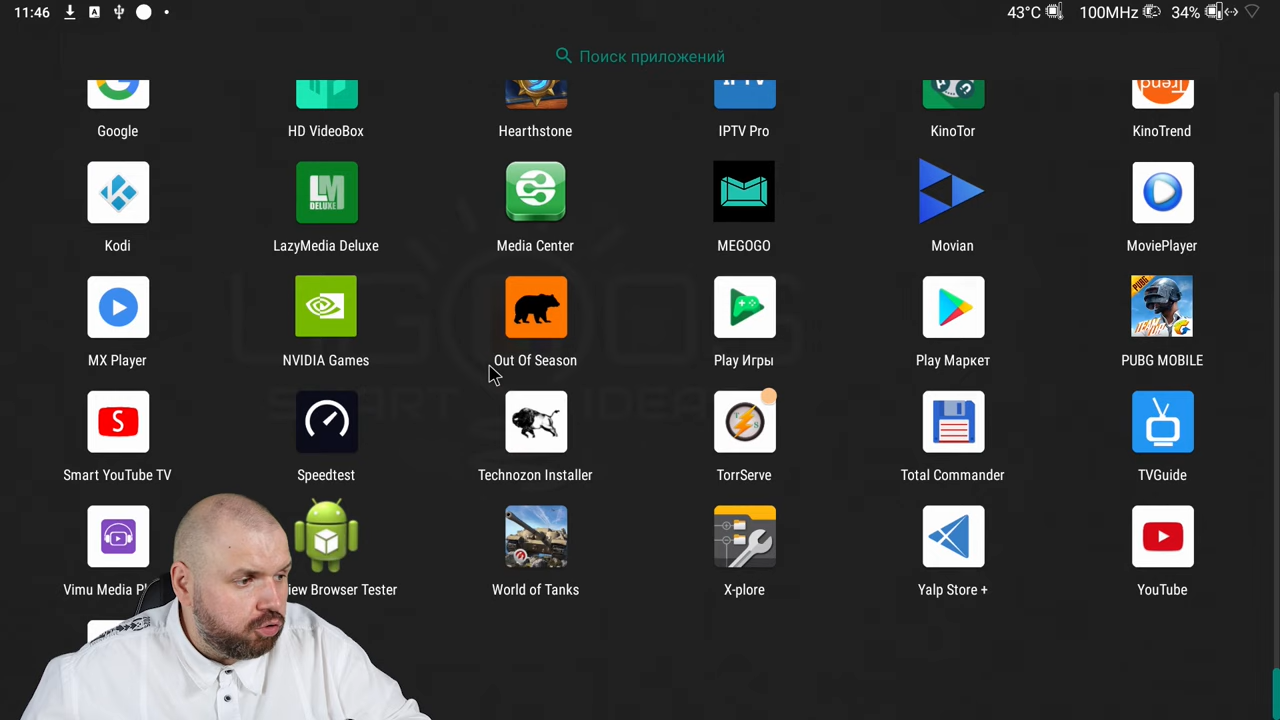 11:46
43°C 100MHz 34%
Поиск приложений
Google HD VideoBox Hearthstone IPTV Pro KinoTor KinoTrend
Kodi LazyMedia Deluxe Media Center MEGOGO Movian MoviePlayer
MX Player NVIDIA Games Out Of Season Play Игры Play Маркет PUBG MOBILE
Smart YouTube TV Speedtest Technozon Installer TorrServe Total Commander TVGuide
Vimu Media Browser Tester World of Tanks X-plore Yalp Store + YouTube